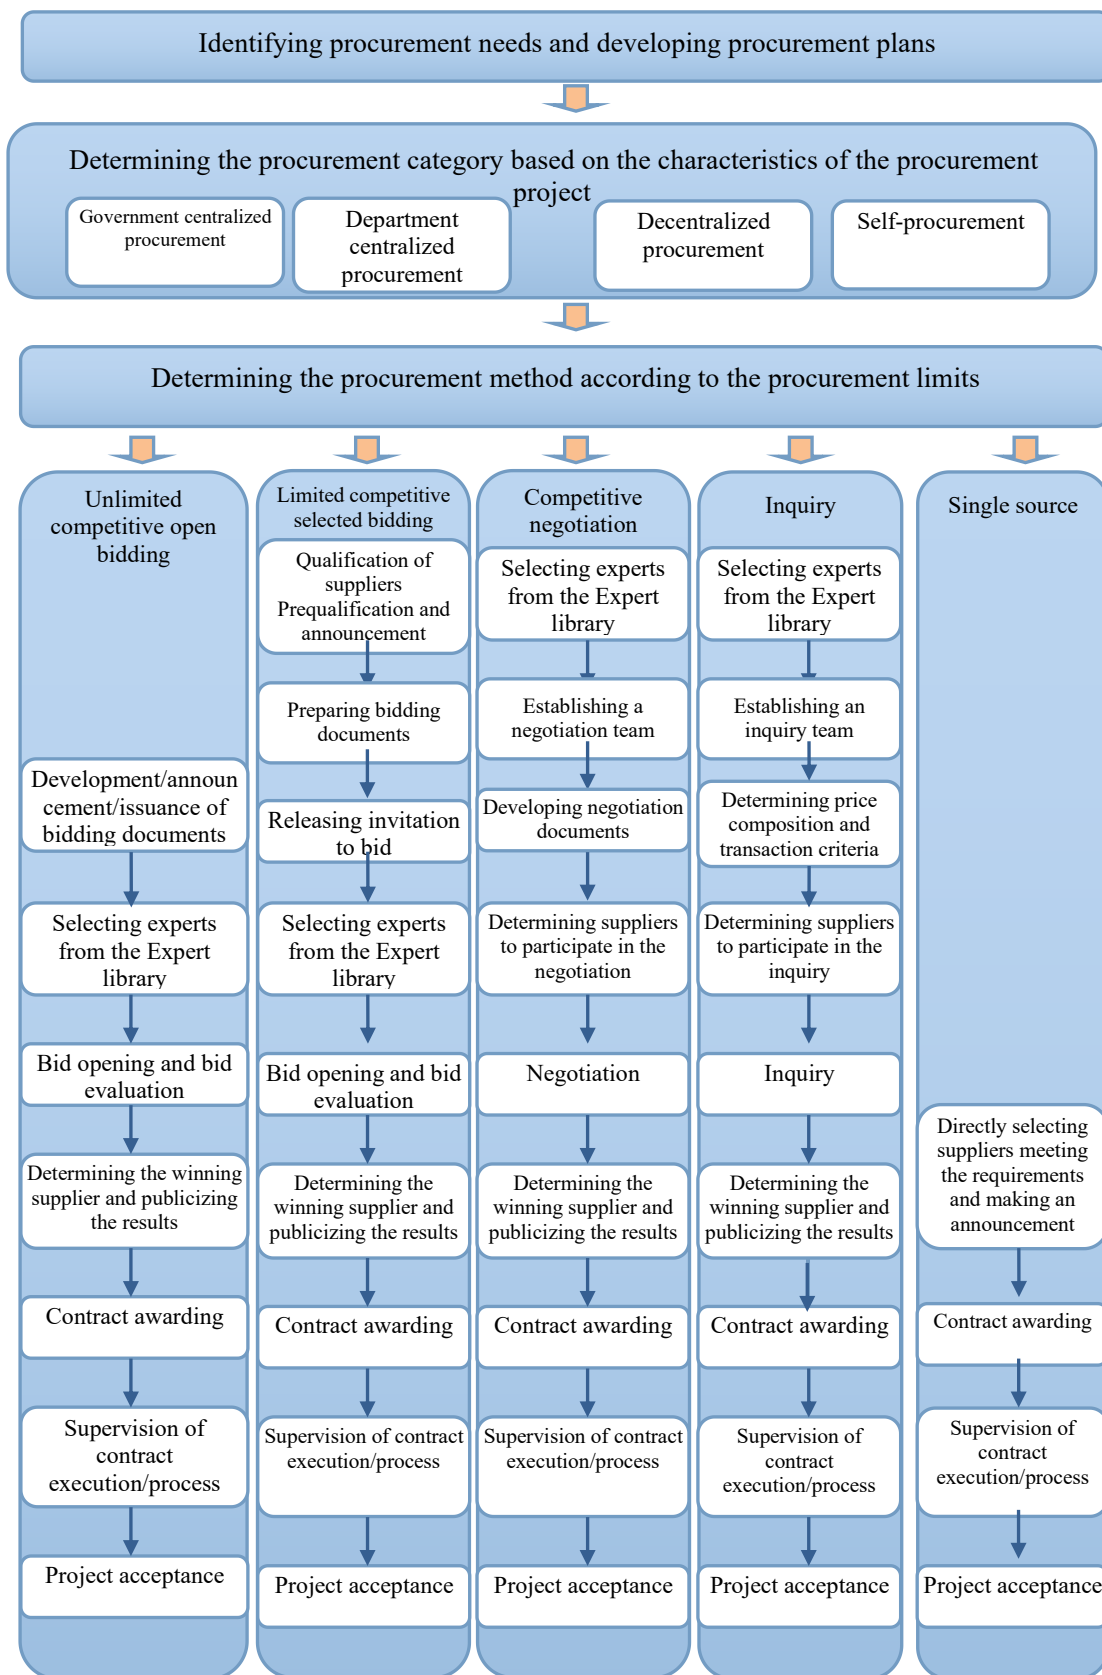 Identifying procurement needs and developing procurement plans
Determining the procurement category based on the characteristics of the procurement
project
Government centralized
procurement
Department
centralized
procurement
Decentralized
procurement
Self-procurement
Determining the procurement method according to the procurement limits
Unlimited
competitive open
bidding
Development/announ
cement/issuance of
bidding documents
Selecting experts
from the Expert
library
Bid opening and bid
evaluation
Determining the winning
supplier and publicizing
the results
Contract awarding
Supervision of
contract
execution/process
Project acceptance
Limited competitive
selected bidding
Qualification of
suppliers
Prequalification and
announcement
Preparing bidding
documents
Releasing invitation
to bid
Selecting experts
from the Expert
library
Bid opening and bid
evaluation
Determining the
winning supplier and
publicizing the results
Contract awarding
Supervision of contract
execution/process
Project acceptance
Competitive
negotiation
Selecting experts
from the Expert
library
Establishing a
negotiation team
Developing negotiation
documents
Determining suppliers
to participate in the
negotiation
Negotiation
Determining the
winning supplier and
publicizing the results
Contract awarding
Supervision of contract
execution/process
Project acceptance
Inquiry
Selecting experts
from the Expert
library
Establishing an
inquiry team
Determining price
composition and
transaction criteria
Determining suppliers
to participate in the
inquiry
Inquiry
Determining the
winning supplier and
publicizing the results
Contract awarding
Supervision of
contract
execution/process
Project acceptance
Single source
Directly selecting
suppliers meeting
the requirements
and making an
announcement
Contract awarding
Supervision of
contract
execution/process
Project acceptance